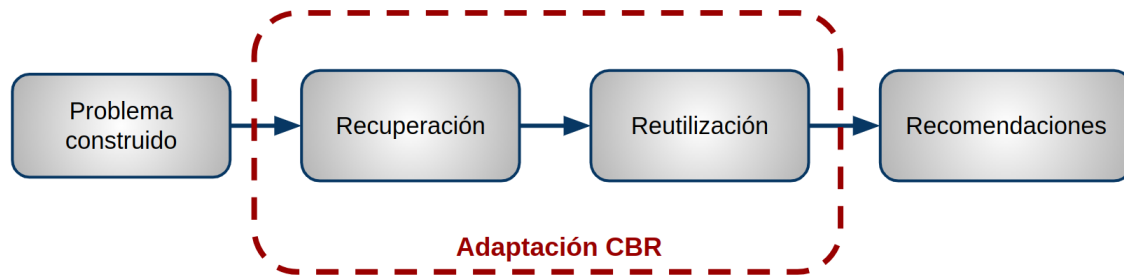 Problema
construido
Recuperación
Reutilización
Recomendaciones
Adaptación CBR